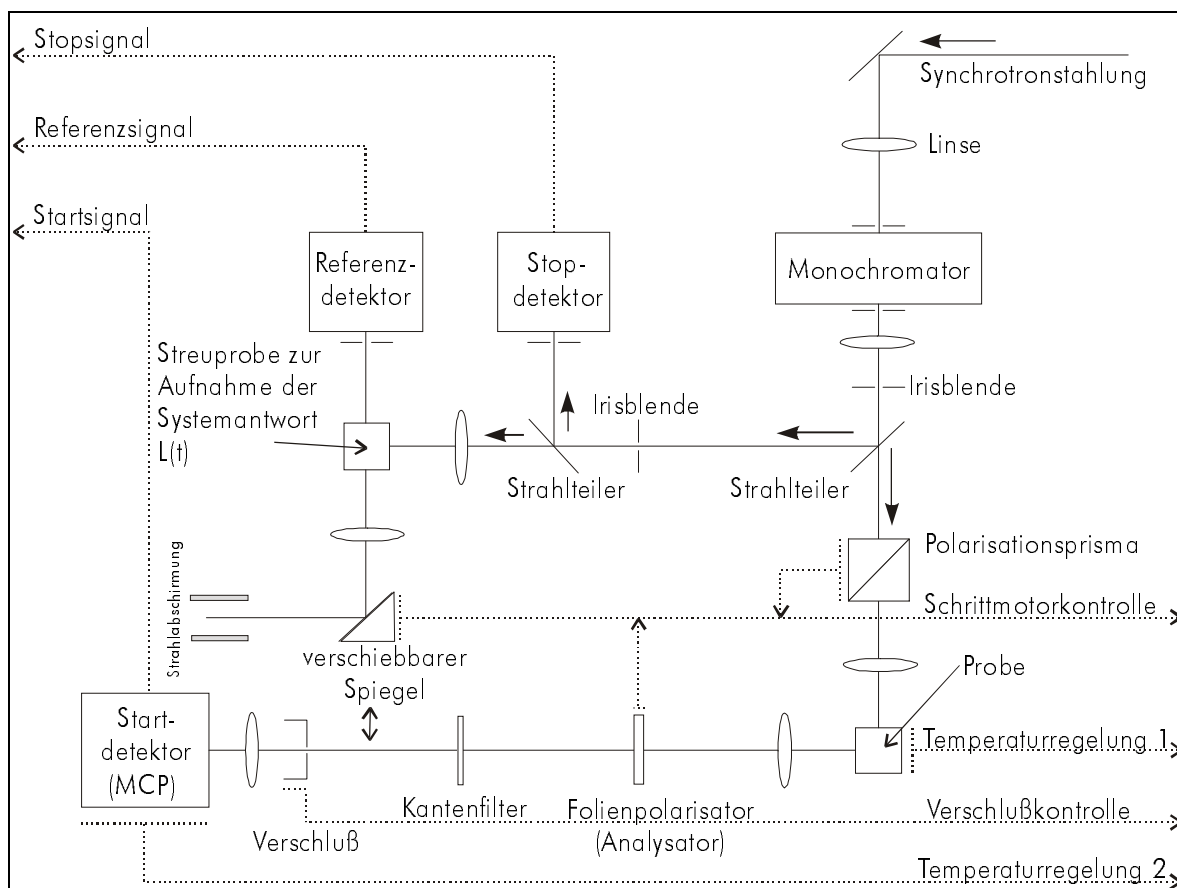 Stopsignal
Synchrotronstahlung
Referenzsignal
Linse
Startsignal
Referenz-
detektor
Stop-
detektor
Monochromator
Streuprobe zur
Aufnahme der
Systemantwort
L(t)
Irisblende
Irisblende
Strahlteiler
Strahlteiler
Polarisationsprisma
Strahlabschirmung
Schrittmotorkontrolle
verschiebbarer
Spiegel
Probe
Start-
detektor
(MCP)
Temperaturregelung 1
Kantenfilter
Folienpolarisator
(Analysator)
Verschlußkontrolle
Verschluß
Temperaturregelung 2